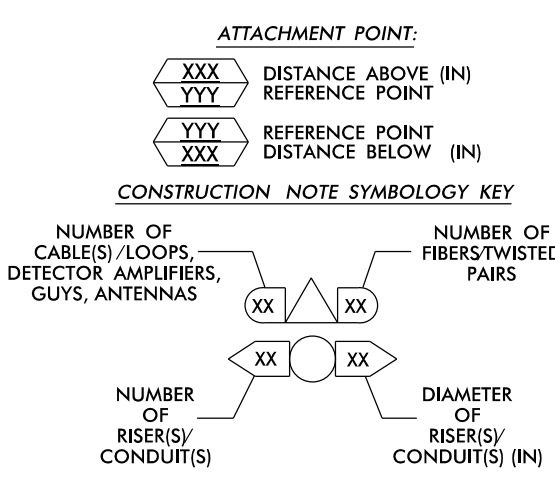 ATTACHMENT POINT:
XXX DISTANCE ABOVE (IN)
YYY REFERENCE POINT
YYY REFERENCE POINT
XXX DISTANCE BELOW (IN)
CONSTRUCTION NOTE SYMBOLOGY KEY
NUMBER OF
CABLE(S)/LOOPS,
DETECTOR AMPLIFIERS,
GUYS, ANTENNAS
NUMBER OF
FIBERS/TWISTED
PAIRS
XX XX
XX XX
NUMBER
OF
RISER(S)/
CONDUIT(S)
DIAMETER
OF
RISER(S)/
CONDUIT(S) (IN)